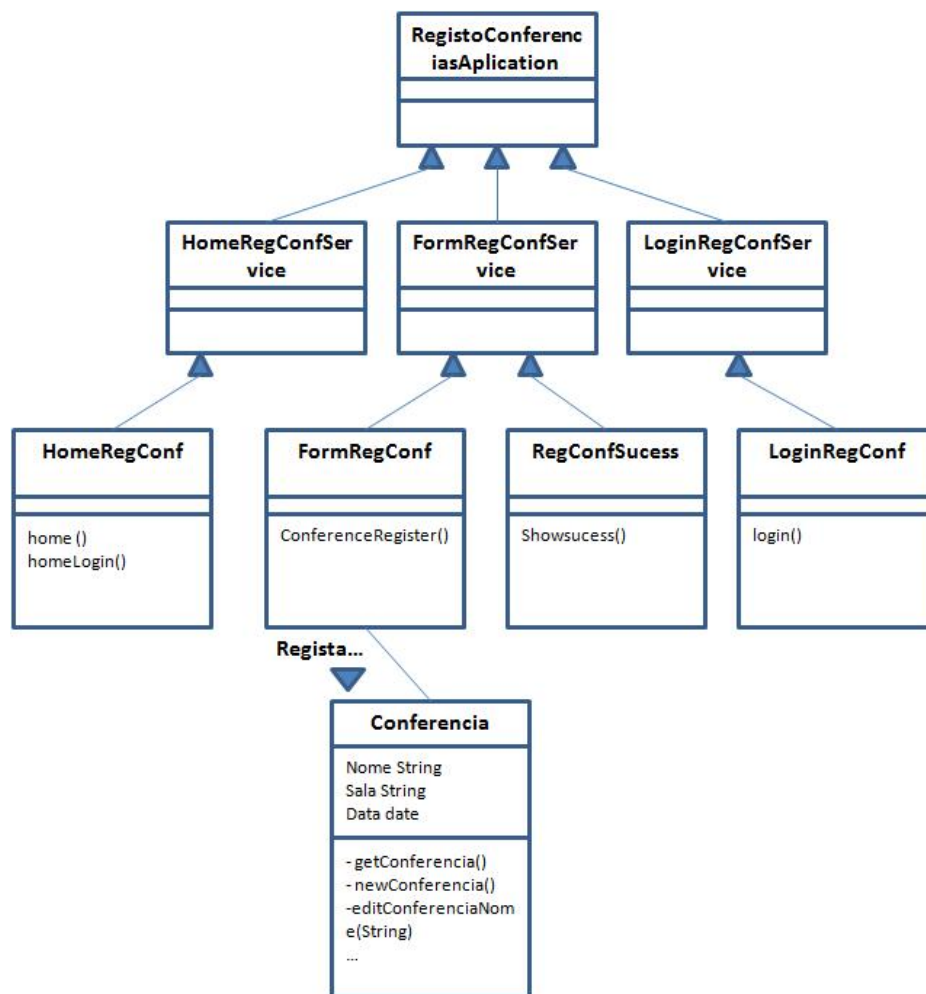 RegistoConferenc
iasAplication
HomeRegConfSer
vice
FormRegConfSer
vice
LoginRegConfSer
vice
HomeRegConf
home ()
homeLogin()
FormRegConf
ConferenceRegister()
RegConfSucess
Showsucess()
LoginRegConf
login()
Regista...
Conferencia
Nome String
Sala String
Data date
- getConferencia()
- newConferencia()
-editConferenciaNom
e(String)
...